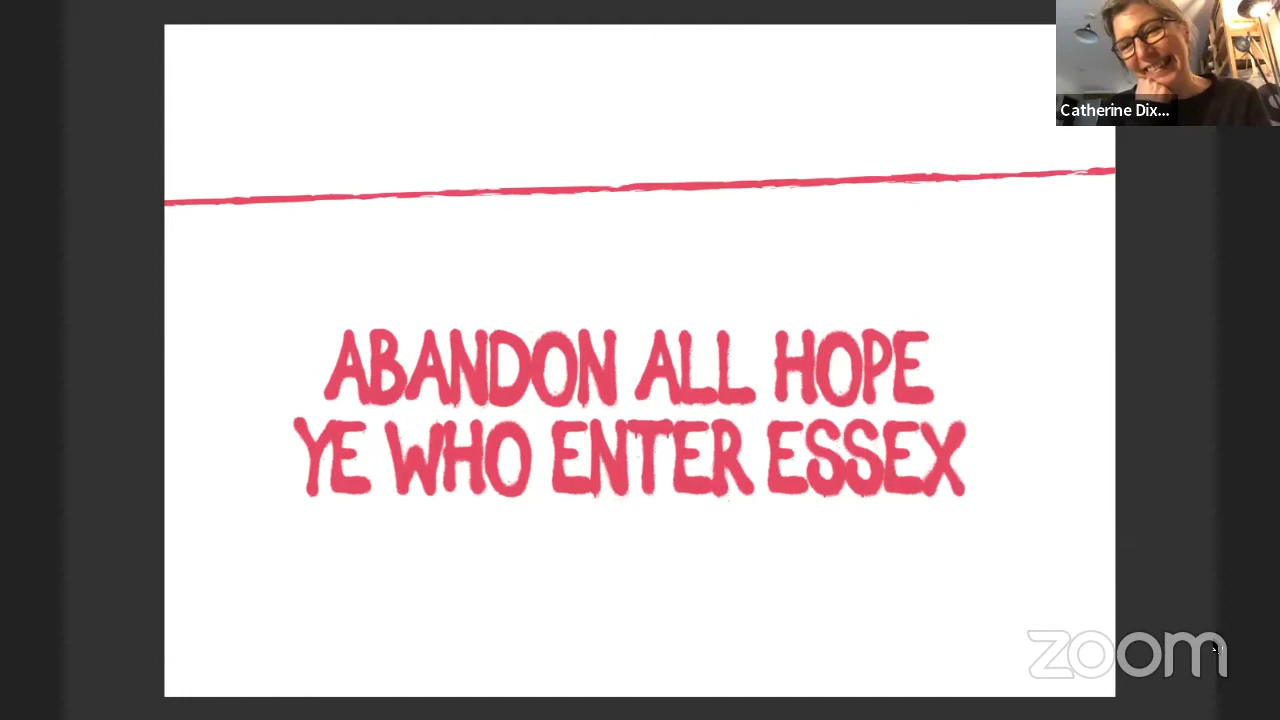 Catherine Dix...
ABANDON ALL HOPE
YE WHO ENTER ESSEX
zoom